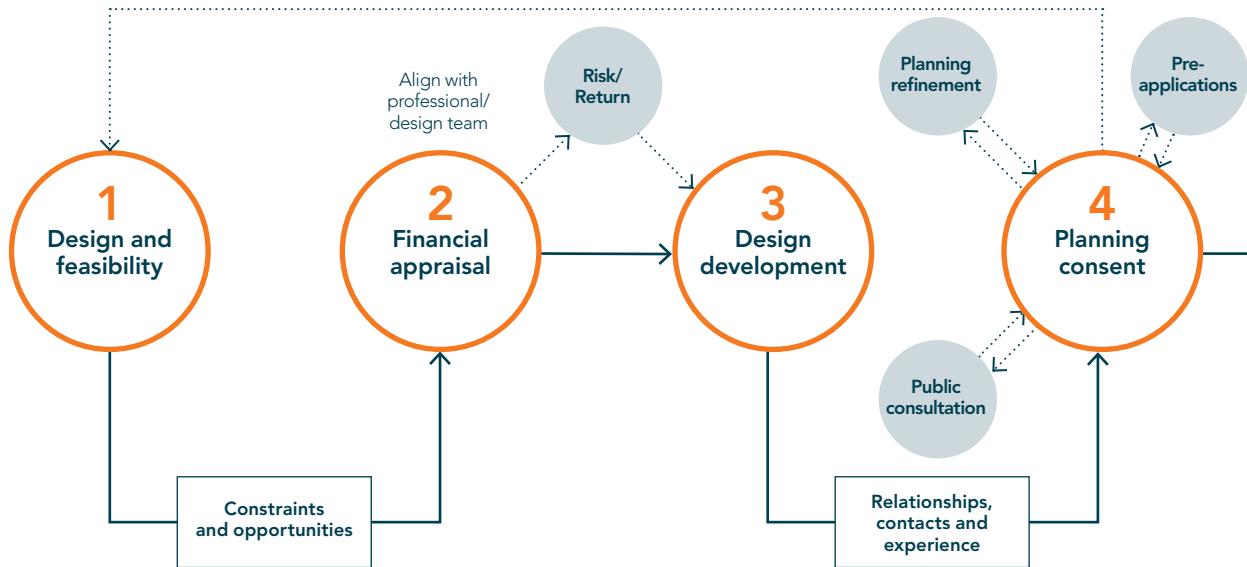 Align with
professional/
design team
Risk/
Return
Planning
refinement
Pre-
applications
1
Design and
feasibility
2
Financial
appraisal
3
Design
development
4
Planning
consent
Public
consultation
Constraints
and opportunities
Relationships,
contacts and
experience